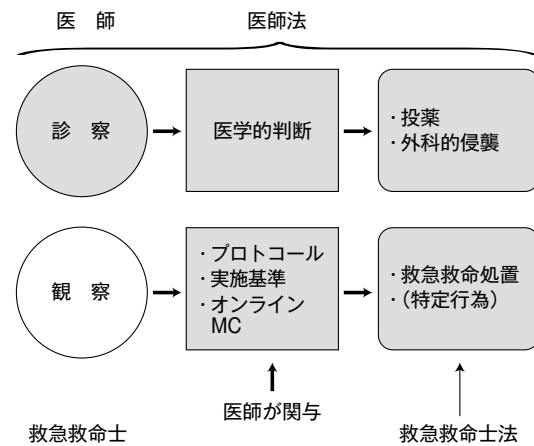 医　師　医師法
診　察
医学的判断
・投薬
・外科的侵襲
観　察
・プロトコール
・実施基準
・オンライン
MC
・救急救命処置
・（特定行為）
医師が関与
救急救命士　救急救命士法